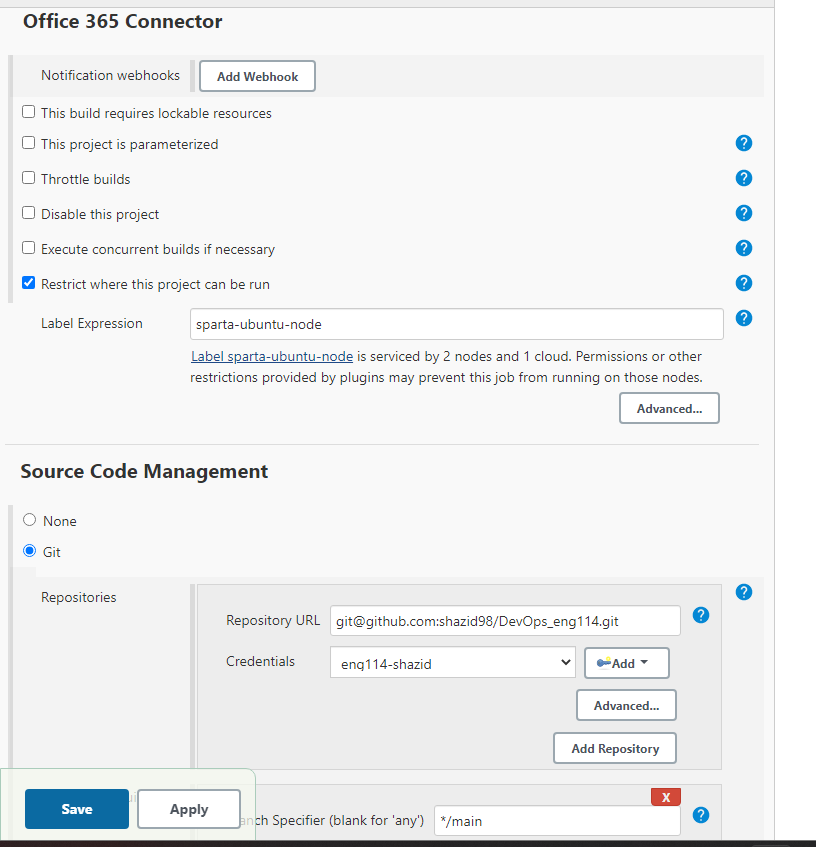 Office 365 Connector
Notification webhooks
Add Webhook
This build requires lockable resources
This project is parameterized
?
Throttle builds
?
Disable this project
?
Execute concurrent builds if necessary
?
Restrict where this project can be run
?
Label Expression
sparta-ubuntu-node
?
Label sparta-ubuntu-node is serviced by 2 nodes and 1 cloud. Permissions or other
restrictions provided by plugins may prevent this job from running on those nodes.
Advanced...
Source Code Management
None
Git
Repositories
?
Repository URL
git@github.com:shazid98/DevOps_eng114.git
?
Credentials
eng114-shazid
Add
Advanced...
Add Repository
X
Specifier (blank for 'any')
*/main
?
Save
Apply